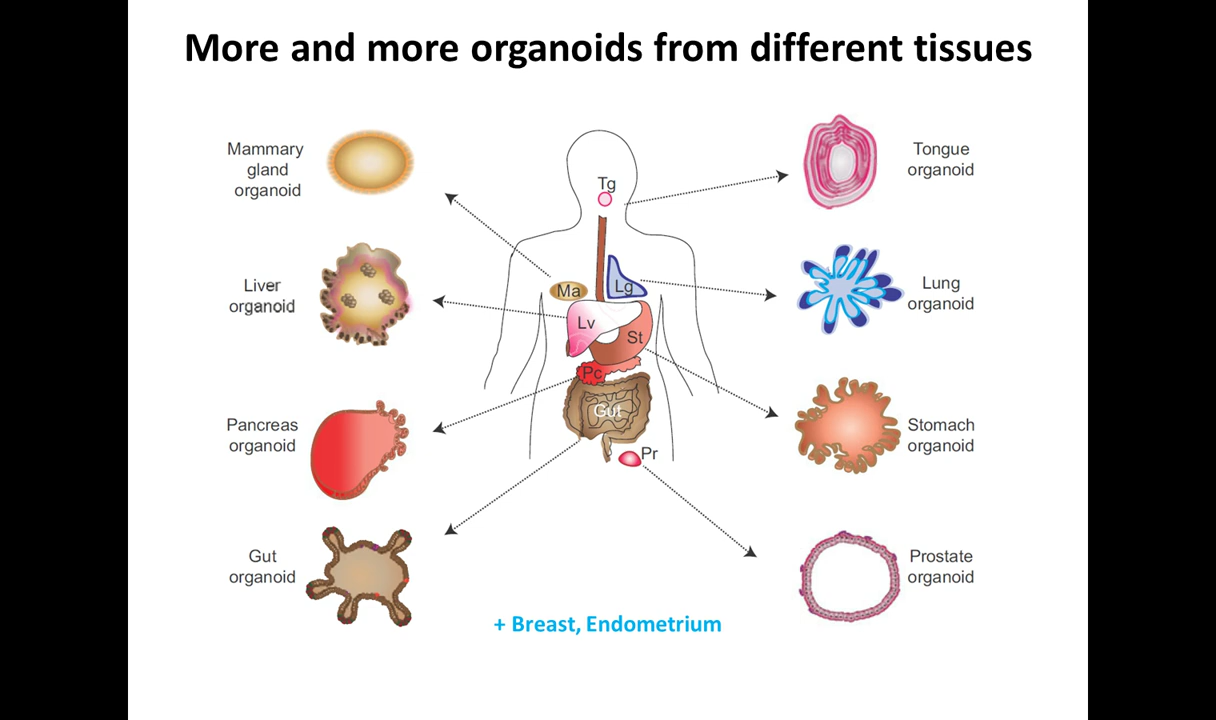 More and more organoids from different tissues
Mammary
gland
organoid
Tongue
organoid
Tg
Liver
organoid
Ma
Lg
Lung
organoid
Lv
St
Pc
Pancreas
organoid
Gut
Stomach
organoid
Pr
Gut
organoid
Prostate
organoid
+ Breast, Endometrium